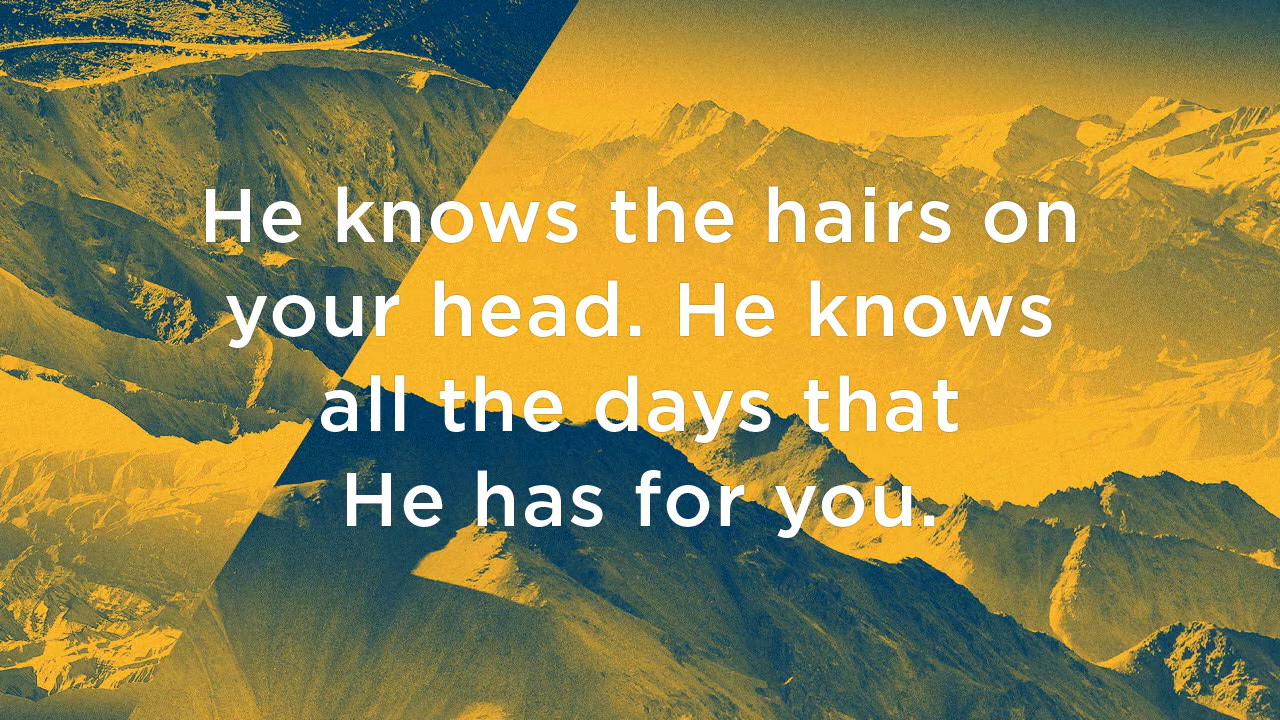 He knows the hairs on
your head. He knows
all the days that
He has for you.